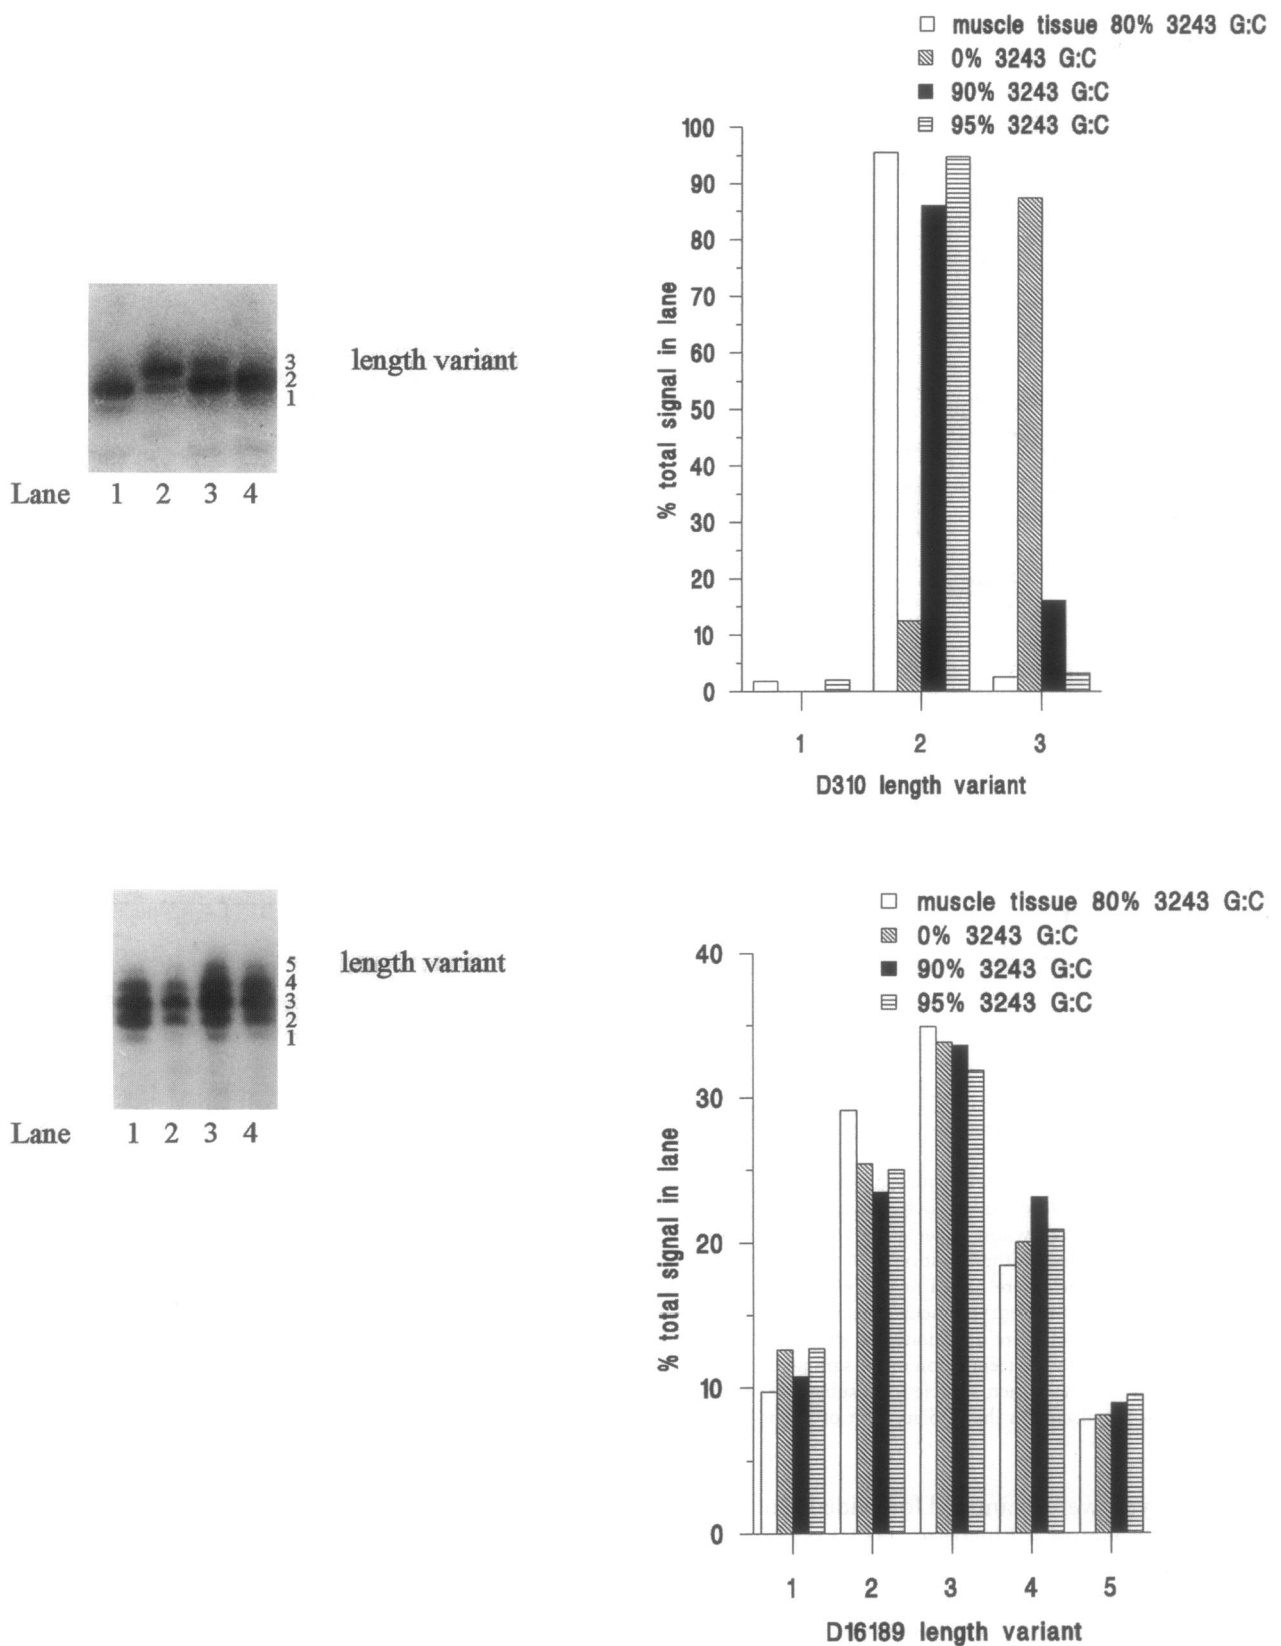 muscle tissue 80% 3243 G:C
0% 3243 G:C
90% 3243 G:C
95% 3243 G:C
100
90
80
70
60
50
40
30
20
10
0
% total signal in lane
1 2 3
D310 length variant
3
2
1
length variant
Lane 1 2 3 4
muscle tissue 80% 3243 G:C
0% 3243 G:C
90% 3243 G:C
95% 3243 G:C
40
30
20
10
0
% total signal in lane
1 2 3 4 5
D16189 length variant
5
4
3
2
1
length variant
Lane 1 2 3 4